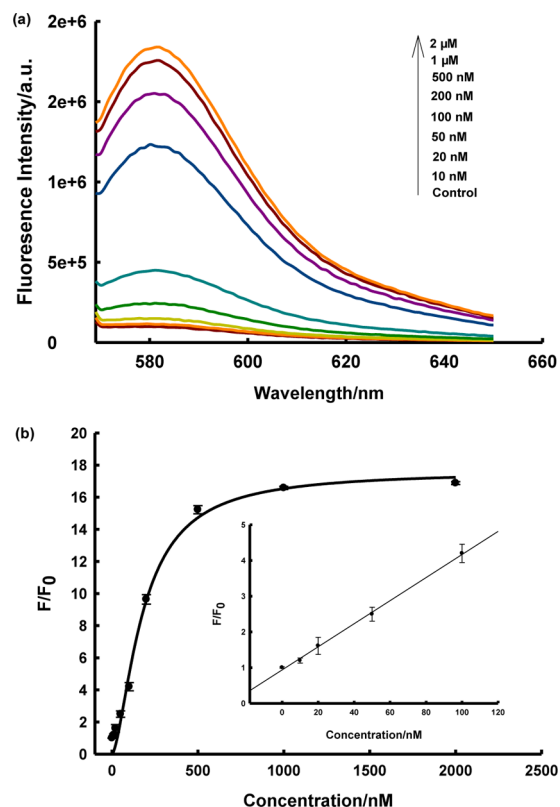 (a)
Fluoresence Intensity/a.u.
2e+6
2e+6
1e+6
5e+5
0
2 µM
1 µM
500 nM
200 nM
100 nM
50 nM
20 nM
10 nM
Control
580 600 620 640 660
Wavelength/nm
(b)
F/F0
20
18
16
14
12
10
8
6
4
2
0
F/F0
5
4
3
2
1
0
0 20 40 60 80 100 120
Concentration/nM
0 500 1000 1500 2000 2500
Concentration/nM